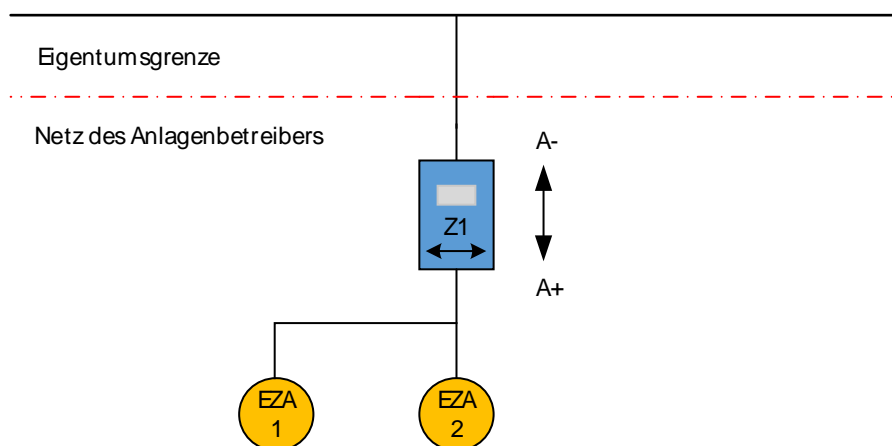 Eigentumsgrenze
Netz des Anlagenbetreibers
A-
Z1
A+
EZA
1
EZA
2